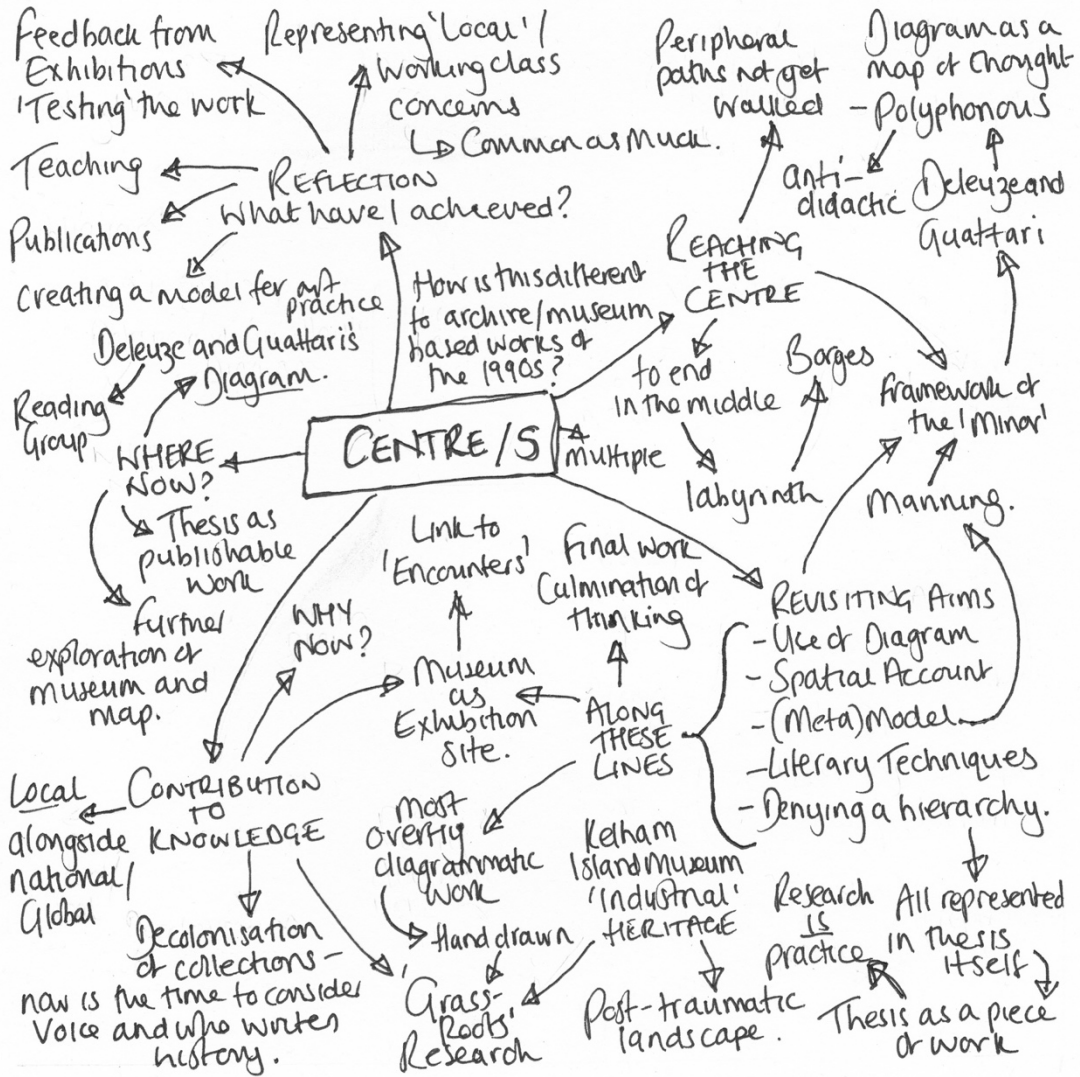 Feedback from
Exhibitions
'Testing' the work
Representing 'Local' /
Working class
concerns
Common as Muck.
Teaching
Publications
REFLECTION
What have I achieved?
Creating a model for art
practice
How is this different
to archive/museum
based works of
the 1990s?
Peripheral
paths not yet
walked
Diagram as a
map of thought
- Polyphonous
anti-
didactic
Deleuze and
Guattari
REACHING
THE
CENTRE
to end
in the middle
Borges
labyrinth
framework of
the 'Minor'
Manning.
Deleuze and Guattari's
Diagram.
Reading
Group
WHERE
NOW?
Thesis as
publishable
work
further
exploration of
museum and
map.
CENTRE/S
multiple
Link to
'Encounters'
Final work
Culmination of
thinking
WHY
NOW?
Museum
as
Exhibition
Site.
ALONG
THESE
LINES
REVISITING AIMS
- Use of Diagram
- Spatial Account
- (Meta)Model
- Literary Techniques
- Denying a hierarchy.
Local
alongside
national/
Global
CONTRIBUTION
TO
KNOWLEDGE
most
overtly
diagrammatic
work
Hand drawn
Kelham
Island Museum
'Industrial'
HERITAGE
Decolonisation
of collections –
now is the time to consider
Voice and who writes
history.
'Grass-
Roots'
Research
Post-traumatic
landscape.
Research
IS
practice
All represented
in thesis
itself
Thesis as a piece
of work